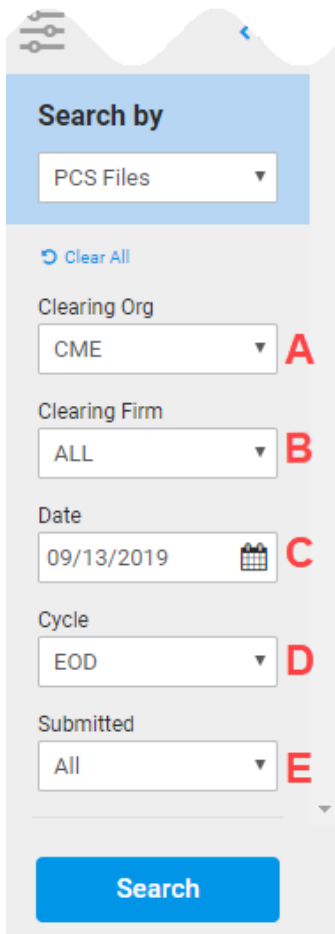 Search by
PCS Files
Clear All
Clearing Org
CME A
Clearing Firm
ALL B
Date
09/13/2019 C
Cycle
EOD D
Submitted
All E
Search